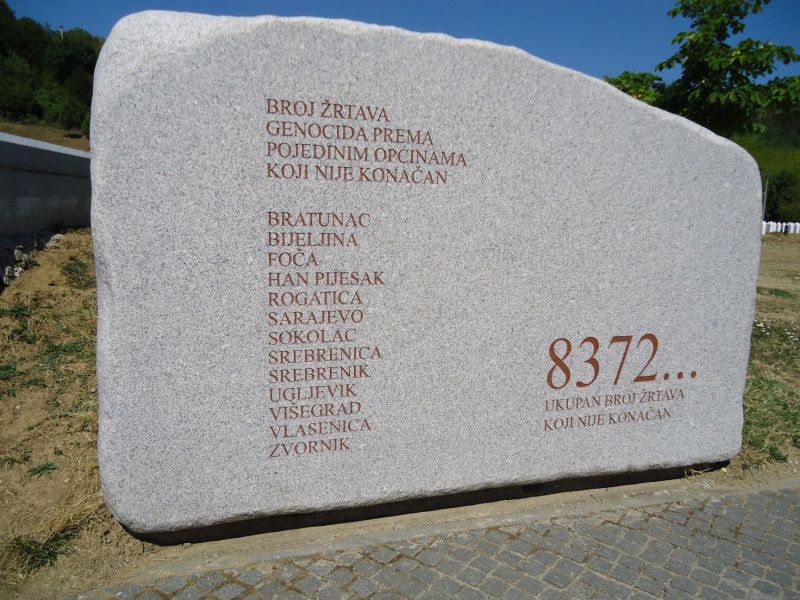 BROJ ŽRTAVA
GENOCIDA PREMA
POJEDINIM OPĆINAMA
KOJI NIJE KONAČAN
BRATUNAC
BIJELJINA
FOČA
HAN PIJESAK
ROGATICA
SARAJEVO
SOKOLAC
SREBRENICA
SREBRENIK
UGLJEVIK
VIŠEGRAD
VLASENICA
ZVORNIK
8372...
UKUPAN BROJ ŽRTAVA
KOJI NIJE KONAČAN